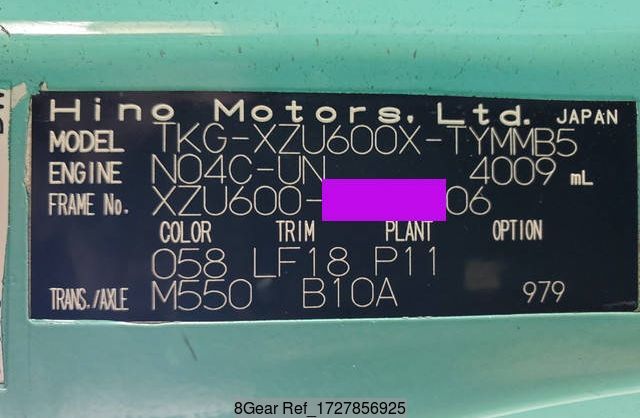 Hino Motors, Ltd. JAPAN
MODEL TKG-XZU600X-TYMMB5
ENGINE N04C-UN 4009 mL
FRAME No. XZU600- 06
COLOR TRIM PLANT OPTION
058 LF18 P11
TRANS./AXLE M550 B10A 979
8Gear Ref_1727856925